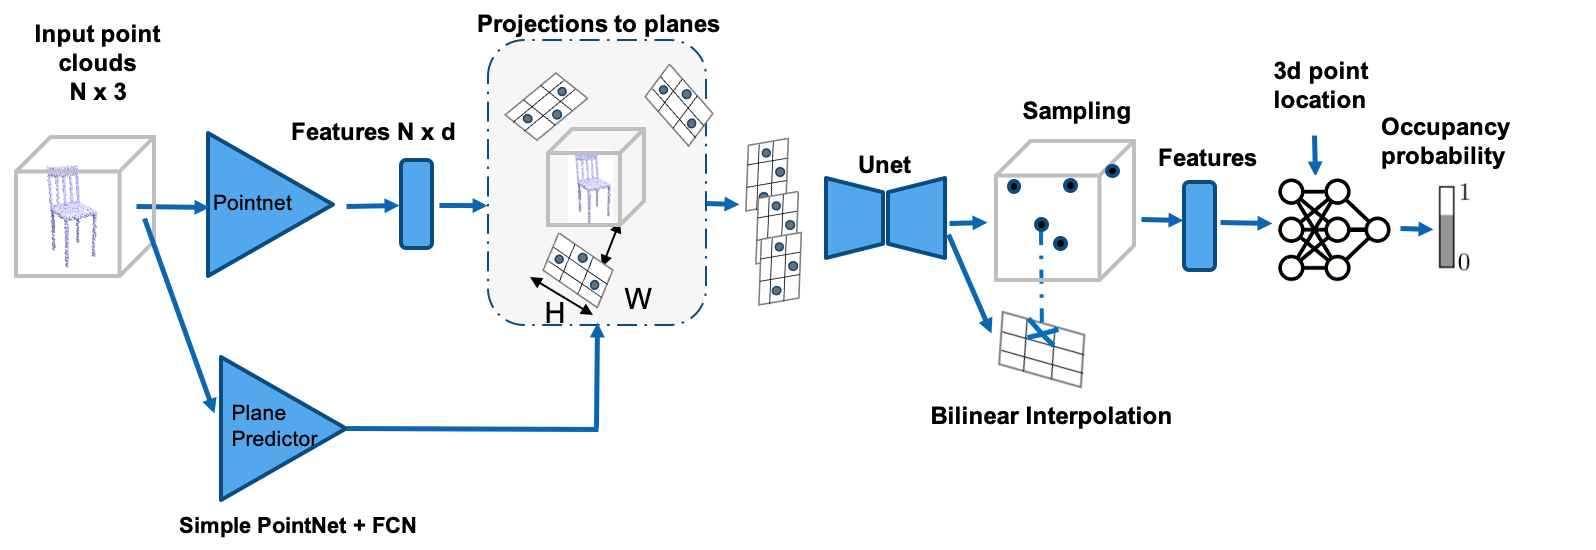 Projections to planes
Input point
clouds
N x 3
Features N x d
Pointnet
H
W
Plane
Predictor
Simple PointNet + FCN
Unet
Sampling
Bilinear Interpolation
Features
3d point
location
Occupancy
probability
1
0